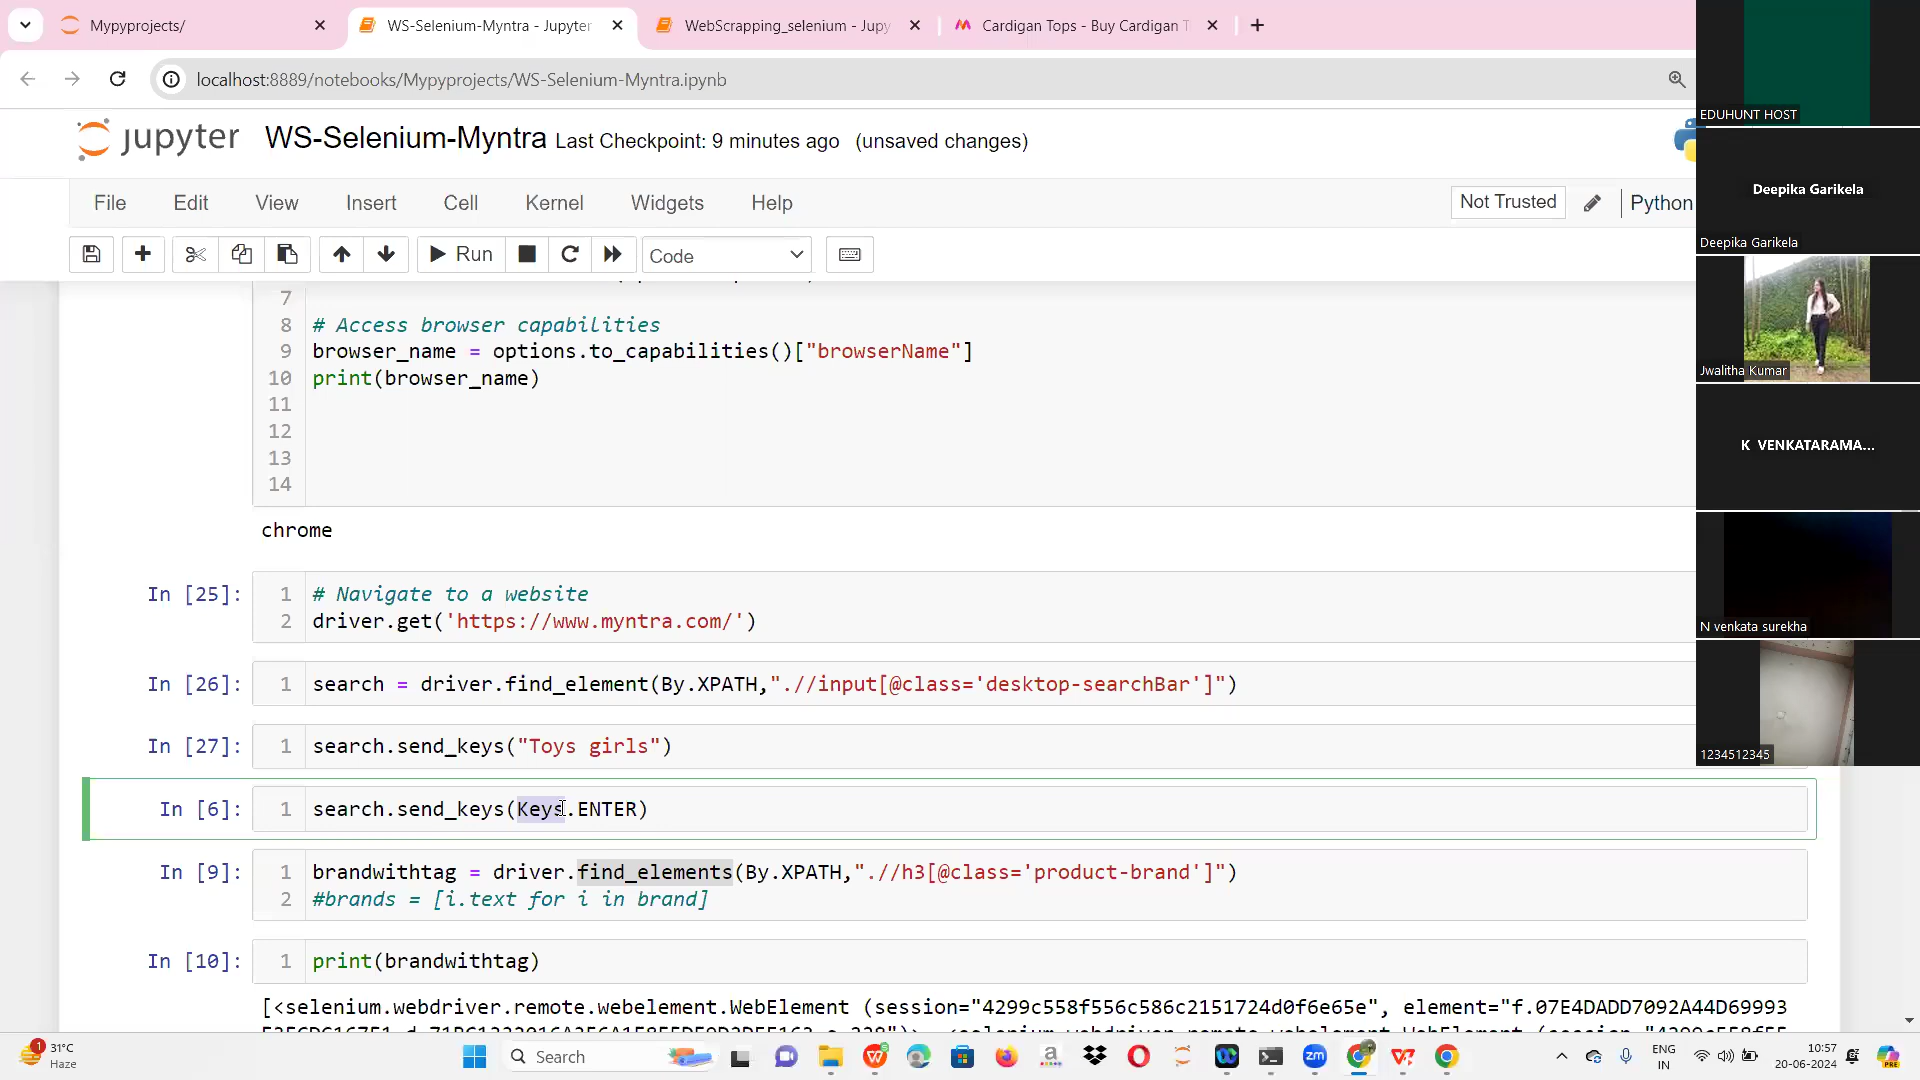 Mypyprojects/
WS-Selenium-Myntra - Jupyter
WebScrapping_selenium - Jupy
Cardigan Tops - Buy Cardigan T
localhost:8889/notebooks/Mypyprojects/WS-Selenium-Myntra.ipynb
jupyter WS-Selenium-Myntra Last Checkpoint: 9 minutes ago (unsaved changes)
File Edit View Insert Cell Kernel Widgets Help Not Trusted Python
Run Code
7
8 # Access browser capabilities
9 browser_name = options.to_capabilities()["browserName"]
10 print(browser_name)
11
12
13
14
chrome
In [25]: 1 # Navigate to a website
2 driver.get('https://www.myntra.com/')
In [26]: 1 search = driver.find_element(By.XPATH,".//input[@class='desktop-searchBar']")
In [27]: 1 search.send_keys("Toys girls")
In [6]: 1 search.send_keys(Keys.ENTER)
In [9]: 1 brandwithtag = driver.find_elements(By.XPATH,".//h3[@class='product-brand']")
2 #brands = [i.text for i in brand]
In [10]: 1 print(brandwithtag)
[<selenium.webdriver.remote.webelement.WebElement (session="4299c558f556c586c2151724d0f6e65e", element="f.07E4DADD7092A44D69993
EDUHUNT HOST
Deepika Garikela
Deepika Garikela
Jwalitha Kumar
K VENKATARAMA...
N venkata surekha
1234512345
1
31°C
Haze
Search
ENG
IN
10:57
20-06-2024